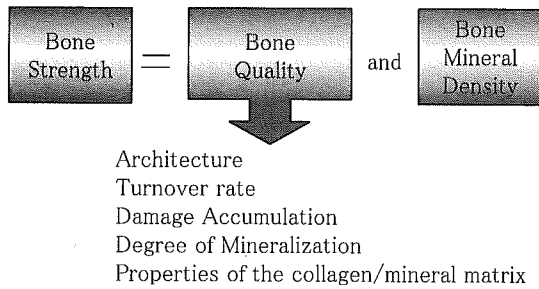 Bone
Strength
=
Bone
Quality
and
Bone
Mineral
Density
Architecture
Turnover rate
Damage Accumulation
Degree of Mineralization
Properties of the collagen/mineral matrix